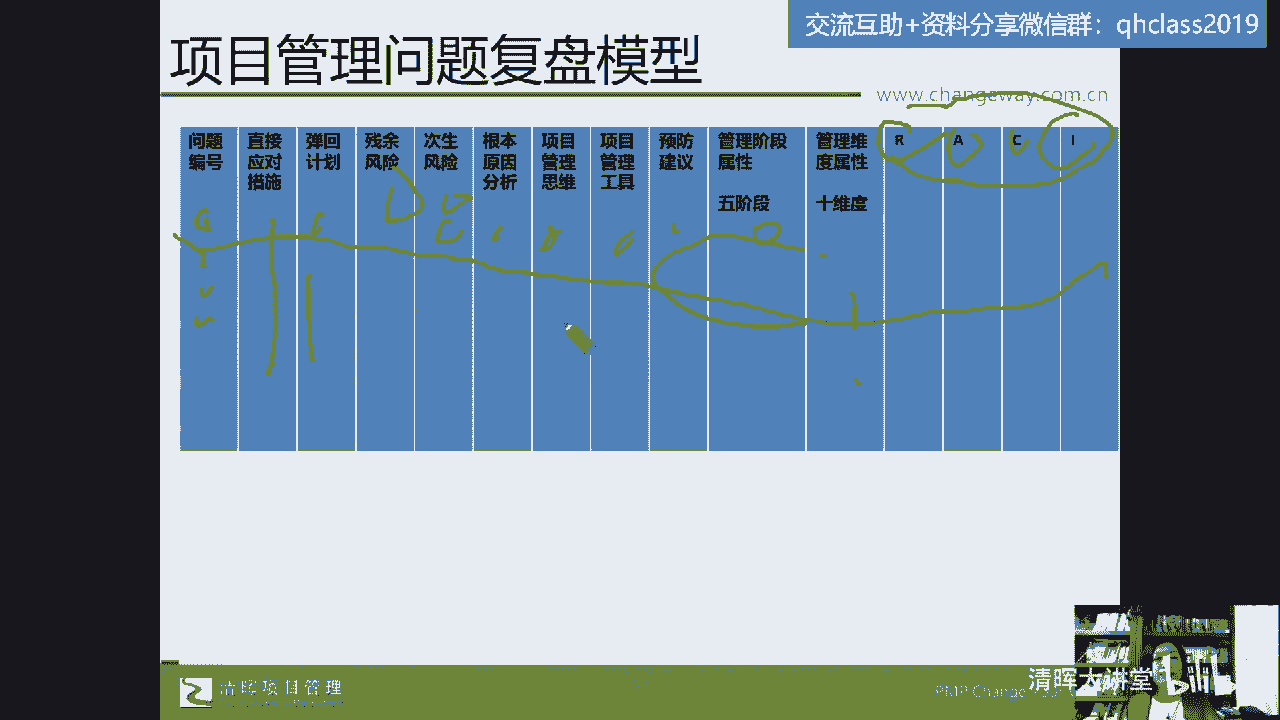 交流互助+资料分享微信群：qhclass2019
项目管理问题复盘模型
www.changeway.com.cn
问题
编号
直接
应对
措施
弹回
计划
残余
风险
次生
风险
根本
原因
分析
项目
管理
思维
项目
管理
工具
预防
建议
管理阶段
属性
五阶段
管理堆
度属性
十维度
R
A
C
I
清晖项目管理
清晖大讲堂
PMP Change